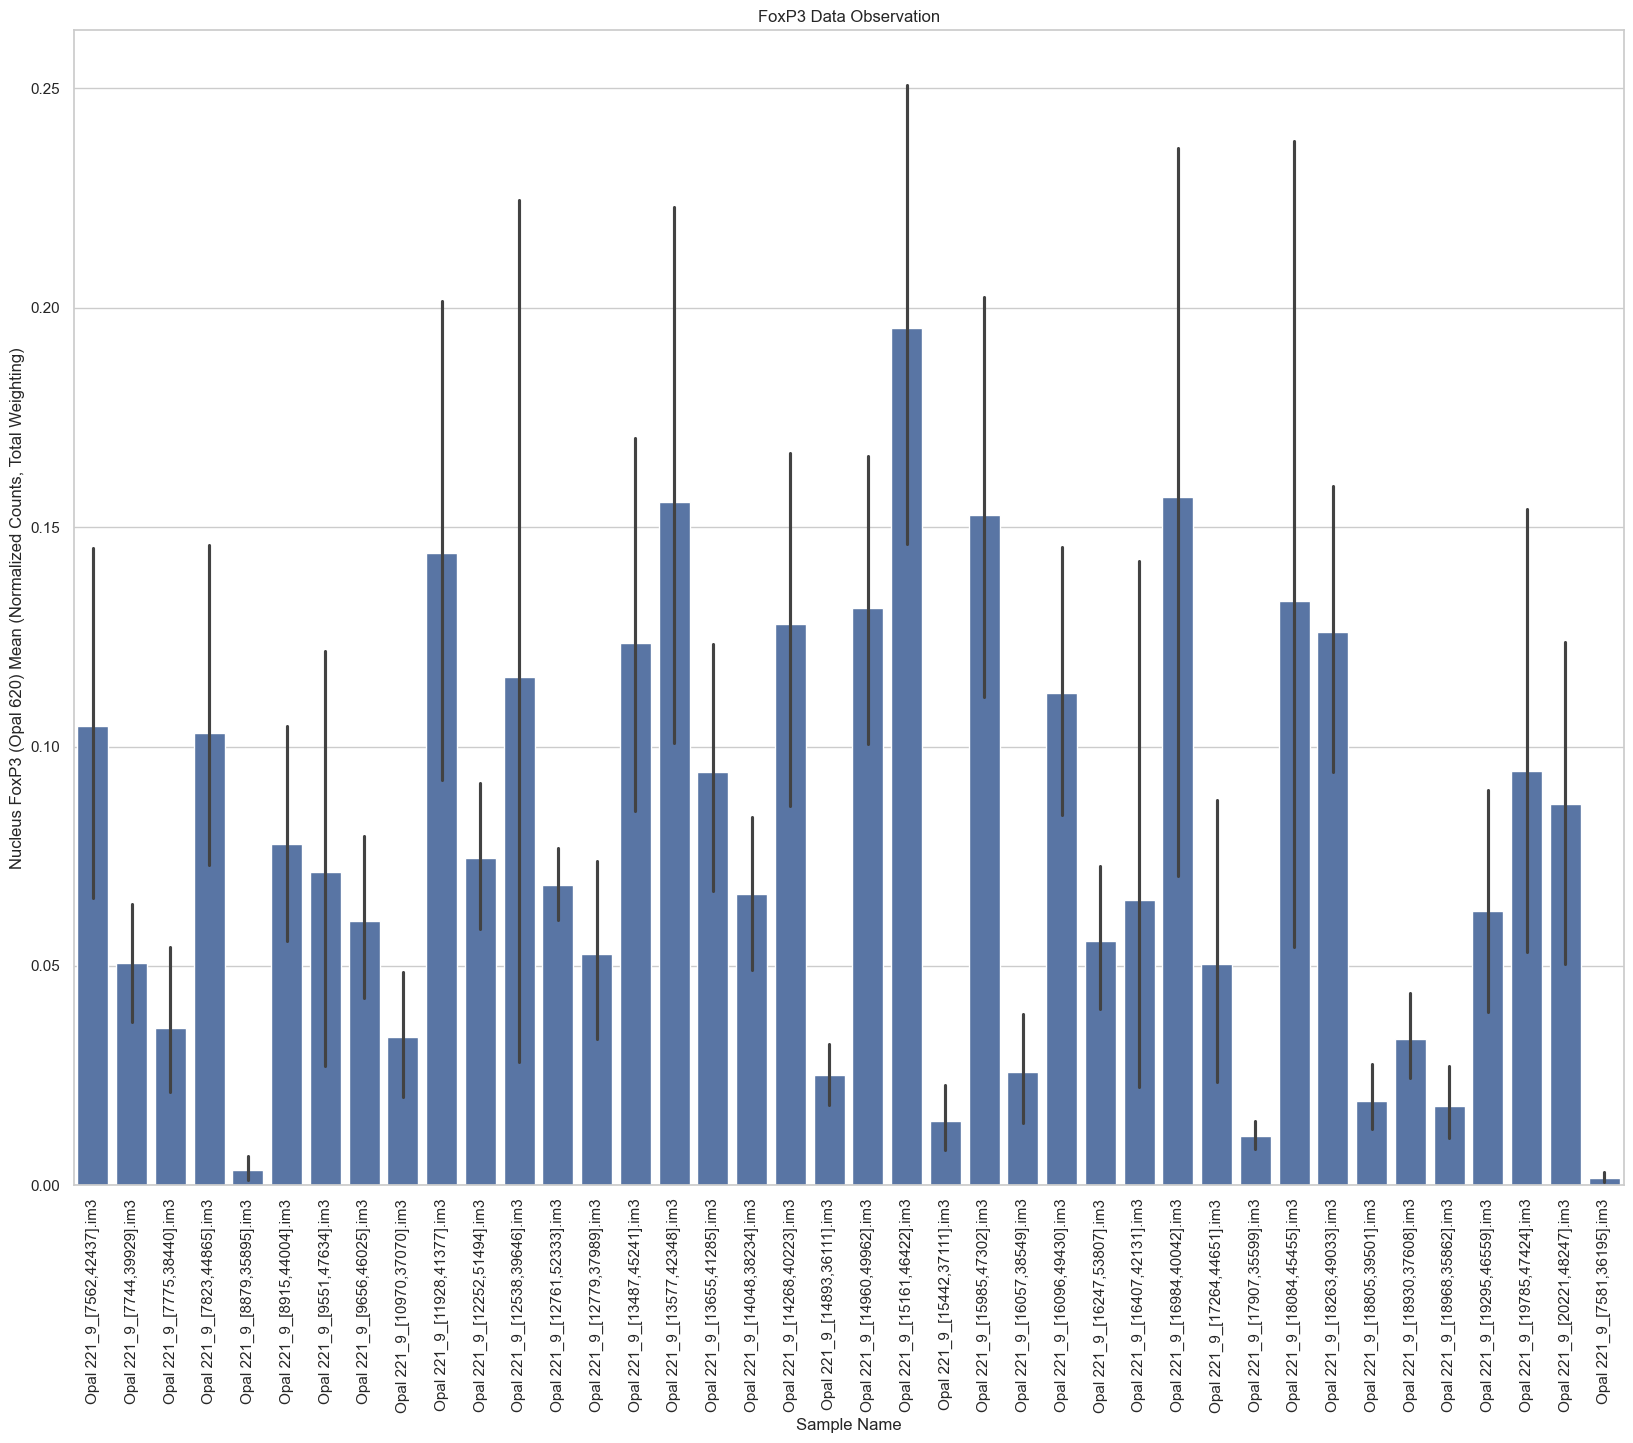 FoxP3 Data Observation
Nucleus FoxP3 (Opal 620) Mean (Normalized Counts, Total Weighting)
0.25
0.20
0.15
0.10
0.05
0.00
Opal 221_9_[7562,42437].im3
Opal 221_9_[7744,39929].im3
Opal 221_9_[7775,38440].im3
Opal 221_9_[7823,44865].im3
Opal 221_9_[8879,35895].im3
Opal 221_9_[8915,44004].im3
Opal 221_9_[9551,47634].im3
Opal 221_9_[9656,46025].im3
Opal 221_9_[10970,37070].im3
Opal 221_9_[11928,41377].im3
Opal 221_9_[12252,51494].im3
Opal 221_9_[12538,39646].im3
Opal 221_9_[12761,52333].im3
Opal 221_9_[12779,37989].im3
Opal 221_9_[13487,45241].im3
Opal 221_9_[13577,42348].im3
Opal 221_9_[13655,41285].im3
Opal 221_9_[14048,38234].im3
Opal 221_9_[14268,40223].im3
Opal 221_9_[14893,36111].im3
Opal 221_9_[14960,49962].im3
Opal 221_9_[15161,46422].im3
Opal 221_9_[15442,37111].im3
Opal 221_9_[15985,47302].im3
Opal 221_9_[16057,38549].im3
Opal 221_9_[16096,49430].im3
Opal 221_9_[16247,53807].im3
Opal 221_9_[16407,42131].im3
Opal 221_9_[16984,40042].im3
Opal 221_9_[17264,44651].im3
Opal 221_9_[17907,35599].im3
Opal 221_9_[18084,45455].im3
Opal 221_9_[18263,49033].im3
Opal 221_9_[18805,39501].im3
Opal 221_9_[18930,37608].im3
Opal 221_9_[18968,35862].im3
Opal 221_9_[19295,46559].im3
Opal 221_9_[19785,47424].im3
Opal 221_9_[20221,48247].im3
Opal 221_9_[7581,36195].im3
Sample Name